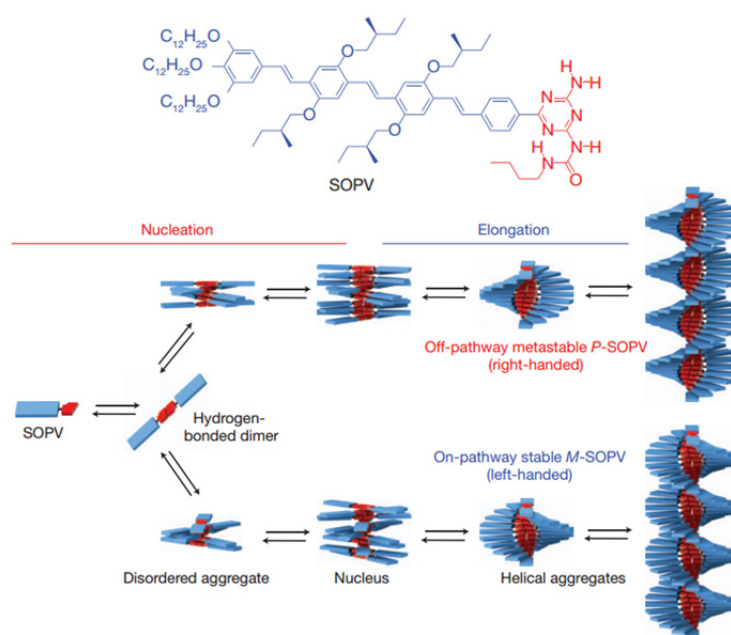 C12H25O
C12H25O
C12H25O
O
O
O
O
H
N
H
N
N
N
H
N
H
N
O
SOPV
Nucleation
Elongation
Off-pathway metastable P-SOPV
(right-handed)
SOPV
Hydrogen-
bonded dimer
On-pathway stable M-SOPV
(left-handed)
Disordered aggregate
Nucleus
Helical aggregates